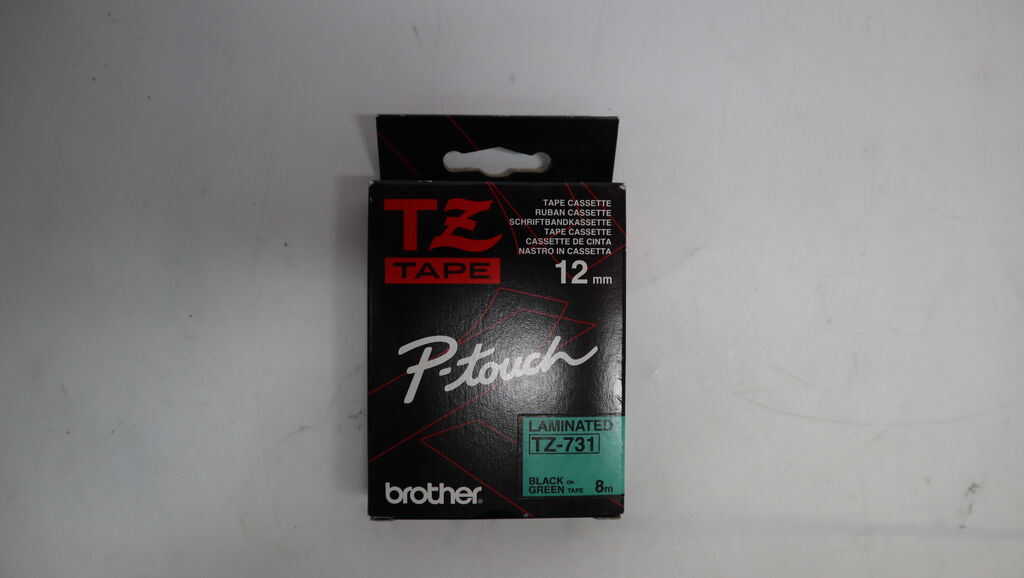 TZ
TAPE
TAPE CASSETTE
RUBAN CASSETTE
SCHRIFTBANDKASSETTE
TAPE CASSETTE
CASSETTE DE CINTA
NASTRO IN CASSETTA
12 mm
P-touch
LAMINATED
TZ-731
BLACK ON
GREEN TAPE 8m
brother